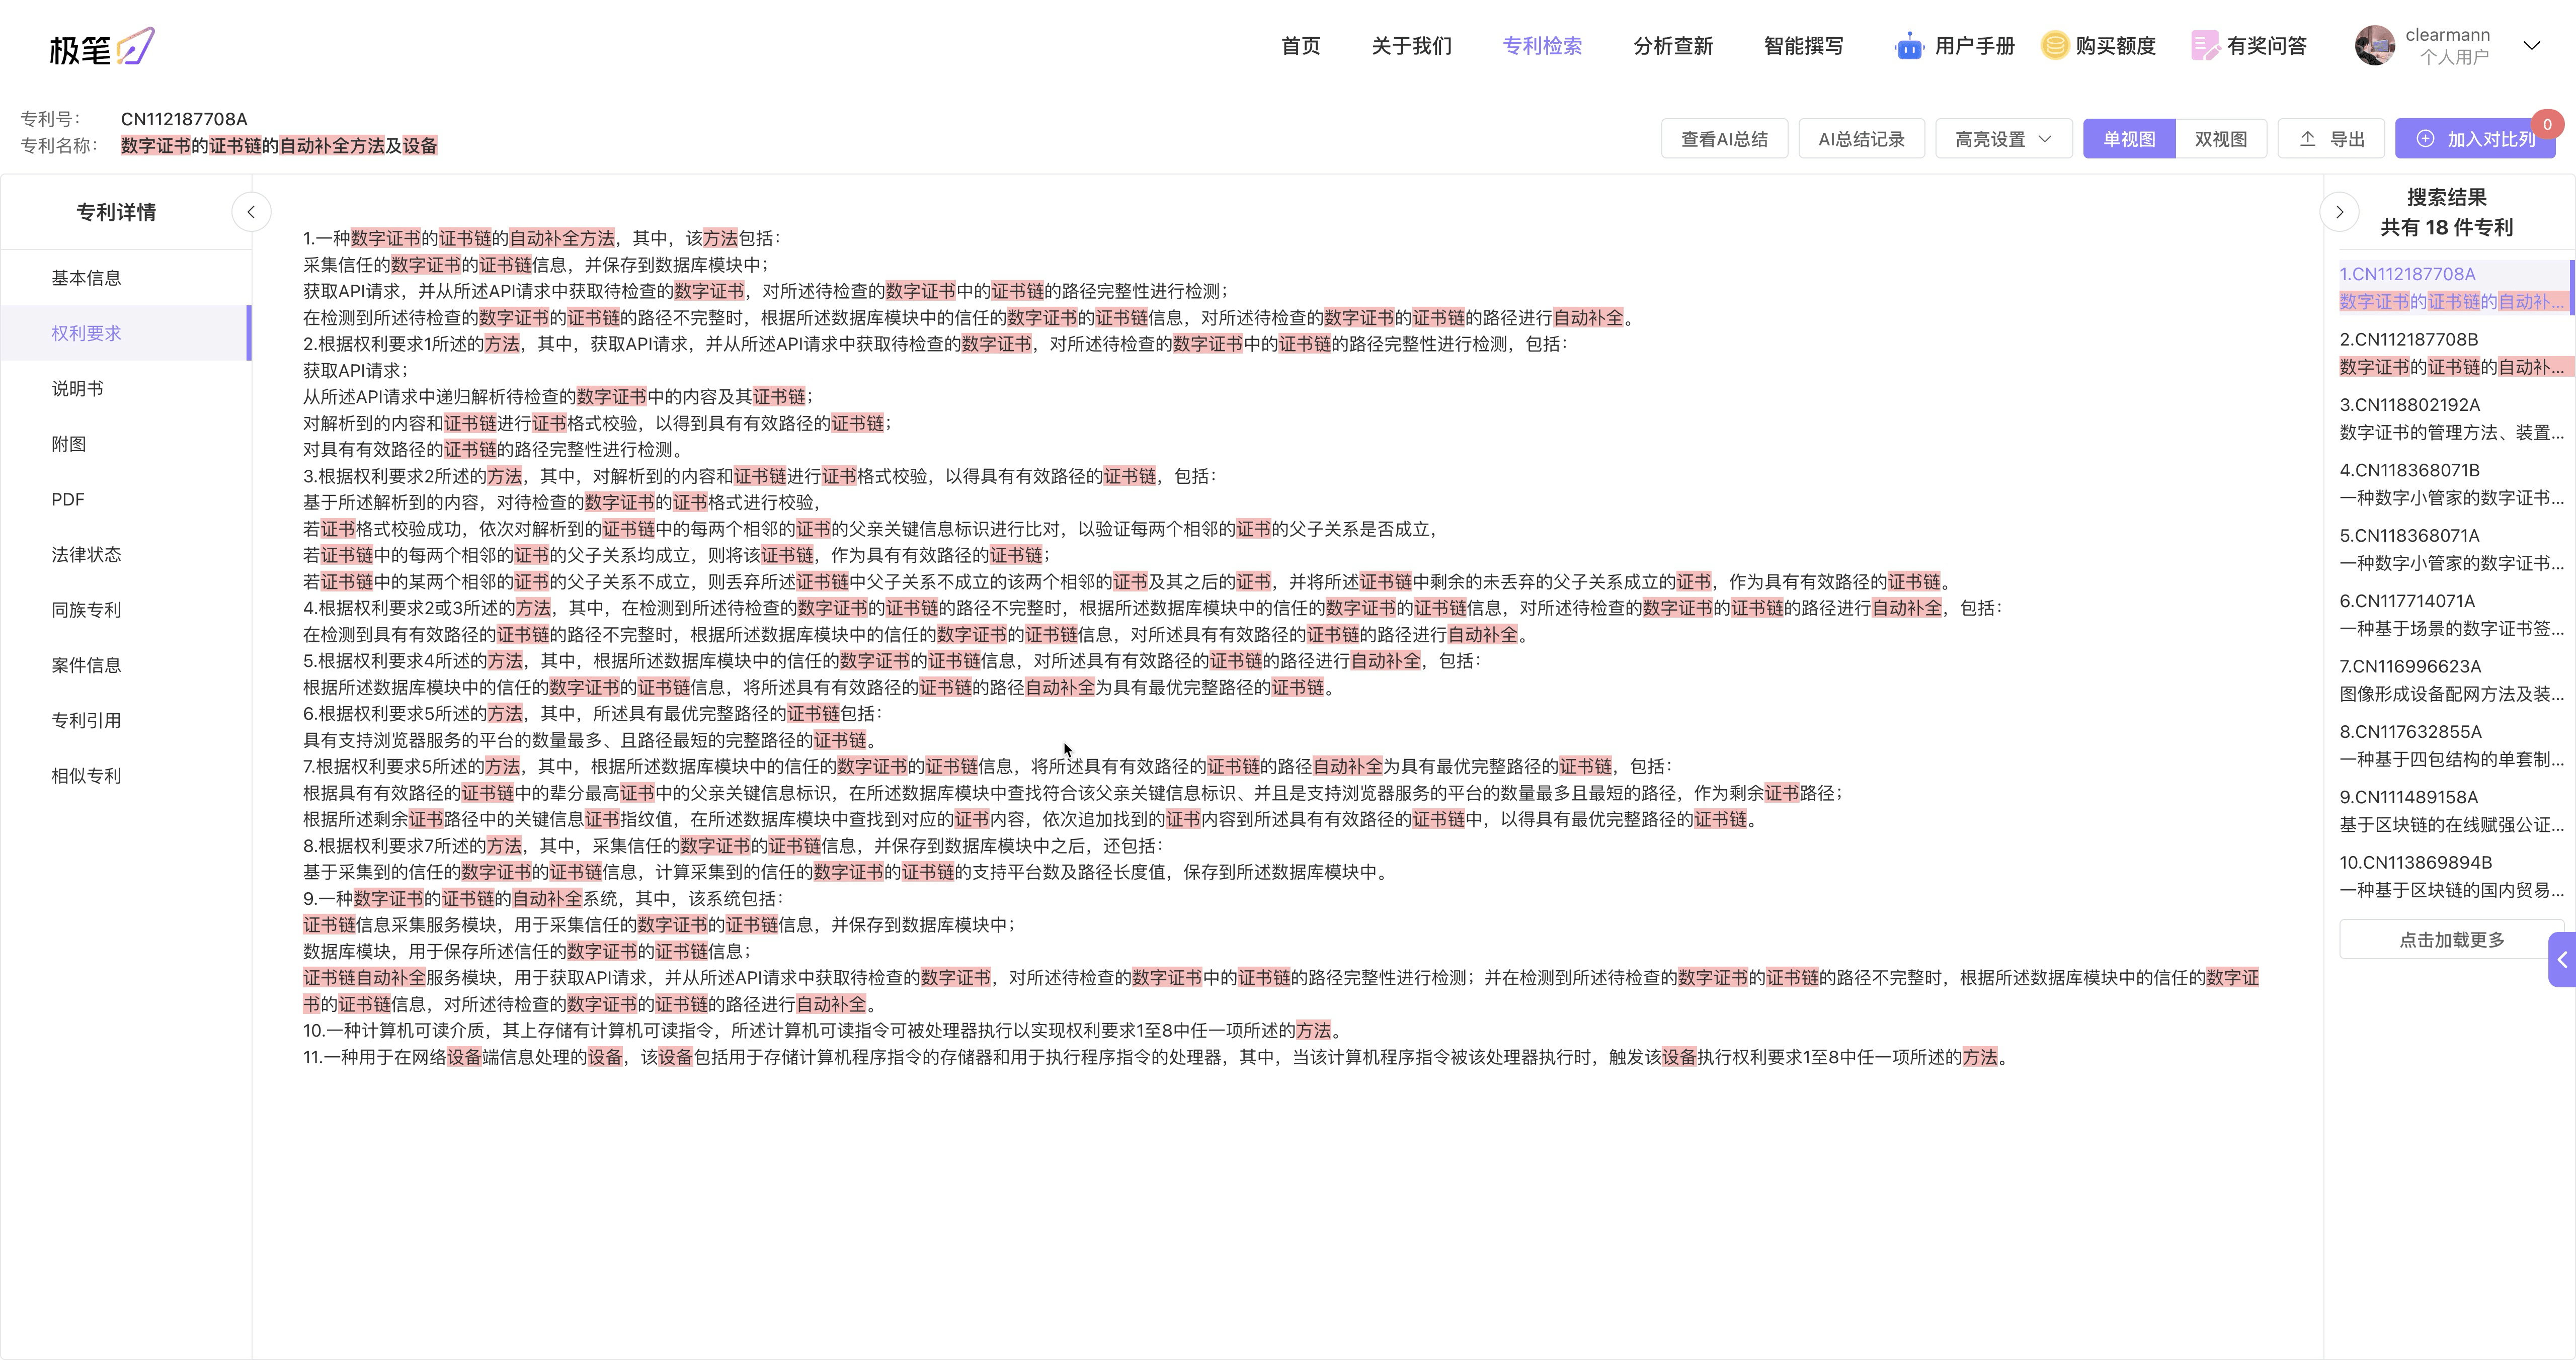 极笔
首页 关于我们 专利检索 分析查新 智能撰写 用户手册 购买额度 有奖问答 clearmann
个人用户
专利号： CN112187708A
专利名称： 数字证书的证书链的自动补全方法及设备
查看AI总结 AI总结记录 高亮设置 单视图 双视图 导出 加入对比列 0
专利详情
基本信息
权利要求
说明书
附图
PDF
法律状态
同族专利
案件信息
专利引用
相似专利
1.一种数字证书的证书链的自动补全方法，其中，该方法包括：
采集信任的数字证书的证书链信息，并保存到数据库模块中；
获取API请求，并从所述API请求中获取待检查的数字证书，对所述待检查的数字证书中的证书链的路径完整性进行检测；
在检测到所述待检查的数字证书的证书链的路径不完整时，根据所述数据库模块中的信任的数字证书的证书链信息，对所述待检查的数字证书的证书链的路径进行自动补全。
2.根据权利要求1所述的方法，其中，获取API请求，并从所述API请求中获取待检查的数字证书，对所述待检查的数字证书中的证书链的路径完整性进行检测，包括：
获取API请求；
从所述API请求中递归解析待检查的数字证书中的内容及其证书链；
对解析到的内容和证书链进行证书格式校验，以得到具有有效路径的证书链；
对具有有效路径的证书链的路径完整性进行检测。
3.根据权利要求2所述的方法，其中，对解析到的内容和证书链进行证书格式校验，以得具有有效路径的证书链，包括：
基于所述解析到的内容，对待检查的数字证书的证书格式进行校验，
若证书格式校验成功，依次对解析到的证书链中的每两个相邻的证书的父亲关键信息标识进行比对，以验证每两个相邻的证书的父子关系是否成立，
若证书链中的每两个相邻的证书的父子关系均成立，则将该证书链，作为具有有效路径的证书链；
若证书链中的某两个相邻的证书的父子关系不成立，则丢弃所述证书链中父子关系不成立的该两个相邻的证书及其之后的证书，并将所述证书链中剩余的未丢弃的父子关系成立的证书，作为具有有效路径的证书链。
4.根据权利要求2或3所述的方法，其中，在检测到所述待检查的数字证书的证书链的路径不完整时，根据所述数据库模块中的信任的数字证书的证书链信息，对所述待检查的数字证书的证书链的路径进行自动补全，包括：
在检测到具有有效路径的证书链的路径不完整时，根据所述数据库模块中的信任的数字证书的证书链信息，对所述具有有效路径的证书链的路径进行自动补全。
5.根据权利要求4所述的方法，其中，根据所述数据库模块中的信任的数字证书的证书链信息，对所述具有有效路径的证书链的路径进行自动补全，包括：
根据所述数据库模块中的信任的数字证书的证书链信息，将所述具有有效路径的证书链的路径自动补全为具有最优完整路径的证书链。
6.根据权利要求5所述的方法，其中，所述具有最优完整路径的证书链包括：
具有支持浏览器服务的平台的数量最多、且路径最短的完整路径的证书链。
7.根据权利要求5所述的方法，其中，根据所述数据库模块中的信任的数字证书的证书链信息，将所述具有有效路径的证书链的路径自动补全为具有最优完整路径的证书链，包括：
根据具有有效路径的证书链中的辈分最高证书中的父亲关键信息标识，在所述数据库模块中查找符合该父亲关键信息标识、并且是支持浏览器服务的平台的数量最多且最短的路径，作为剩余证书路径；
根据所述剩余证书路径中的关键信息证书指纹值，在所述数据库模块中查找到对应的证书内容，依次追加找到的证书内容到所述具有有效路径的证书链中，以得具有最优完整路径的证书链。
8.根据权利要求7所述的方法，其中，采集信任的数字证书的证书链信息，并保存到数据库模块中之后，还包括：
基于采集到的信任的数字证书的证书链信息，计算采集到的信任的数字证书的证书链的支持平台数及路径长度值，保存到所述数据库模块中。
9.一种数字证书的证书链的自动补全系统，其中，该系统包括：
证书链信息采集服务模块，用于采集信任的数字证书的证书链信息，并保存到数据库模块中；
数据库模块，用于保存所述信任的数字证书的证书链信息；
证书链自动补全服务模块，用于获取API请求，并从所述API请求中获取待检查的数字证书，对所述待检查的数字证书中的证书链的路径完整性进行检测；并在检测到所述待检查的数字证书的证书链的路径不完整时，根据所述数据库模块中的信任的数字证
书的证书链信息，对所述待检查的数字证书的证书链的路径进行自动补全。
10.一种计算机可读介质，其上存储有计算机可读指令，所述计算机可读指令可被处理器执行以实现权利要求1至8中任一项所述的方法。
11.一种用于在网络设备端信息处理的设备，该设备包括用于存储计算机程序指令的存储器和用于执行程序指令的处理器，其中，当该计算机程序指令被该处理器执行时，触发该设备执行权利要求1至8中任一项所述的方法。
搜索结果
共有 18 件专利
1.CN112187708A
数字证书的证书链的自动补...
2.CN112187708B
数字证书的证书链的自动补...
3.CN118802192A
数字证书的管理方法、装置...
4.CN118368071B
一种数字小管家的数字证书...
5.CN118368071A
一种数字小管家的数字证书...
6.CN117714071A
一种基于场景的数字证书签...
7.CN116996623A
图像形成设备配网方法及装...
8.CN117632855A
一种基于四包结构的单套制...
9.CN111489158A
基于区块链的在线赋强公证...
10.CN113869894B
一种基于区块链的国内贸易...
点击加载更多